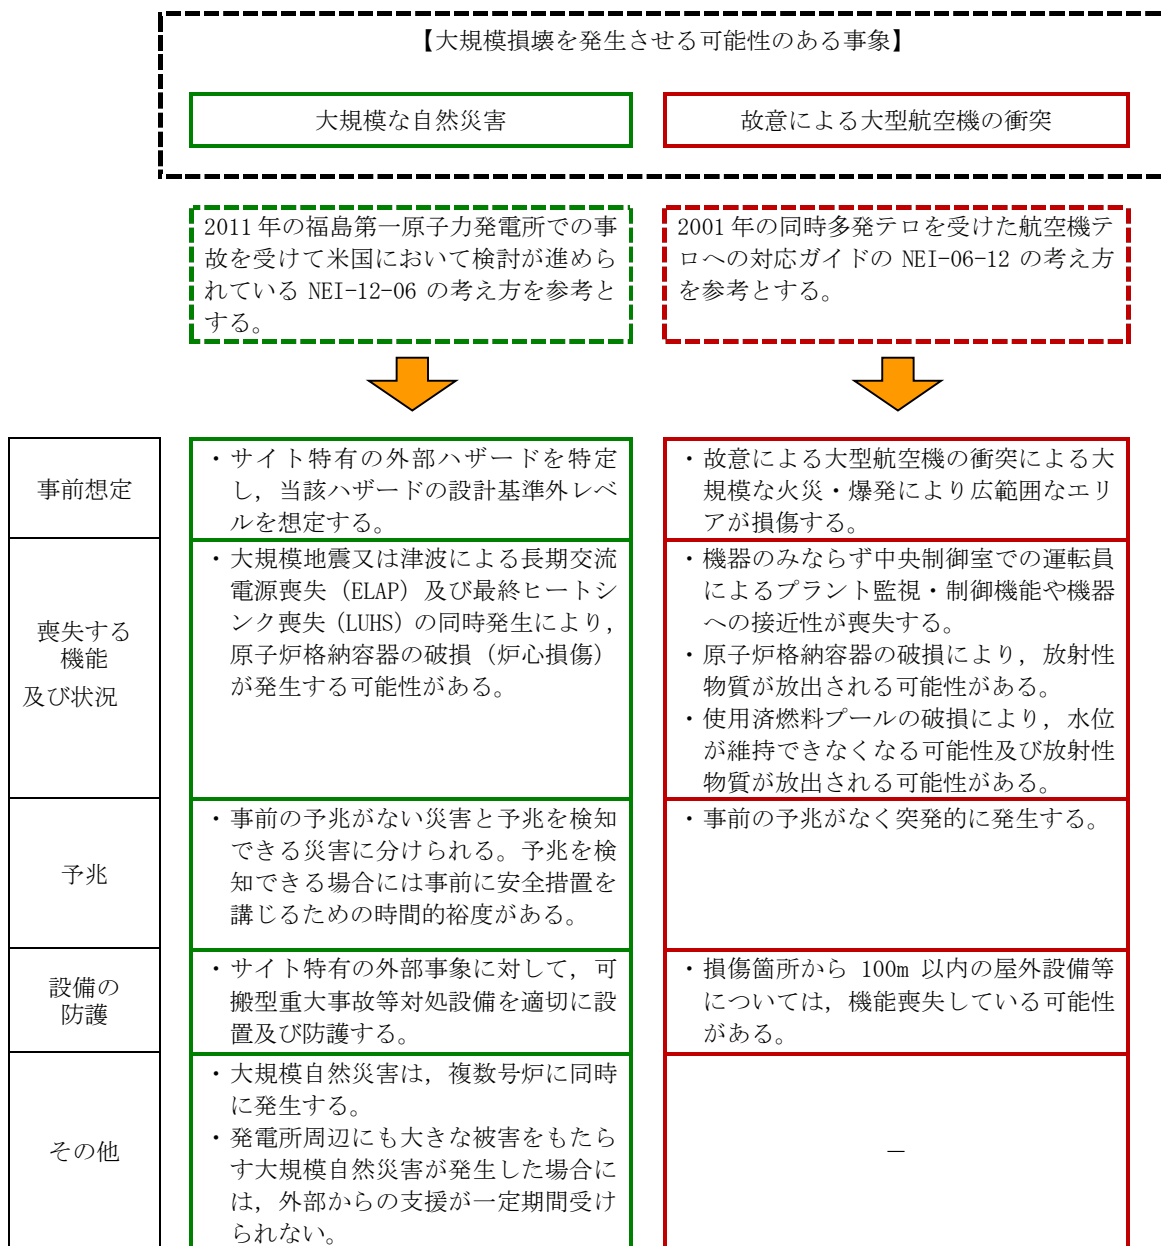 【大規模損壊を発生させる可能性のある事象】
大規模な自然災害
故意による大型航空機の衝突
2011 年の福島第一原子力発電所での事
故を受けて米国において検討が進めら
れている NEI-12-06 の考え方を参考と
する。
2001 年の同時多発テロを受けた航空機テ
ロへの対応ガイドの NEI-06-12 の考え方
を参考とする。
事前想定
・サイト特有の外部ハザードを特定
し，当該ハザードの設計基準外レベ
ルを想定する。
・故意による大型航空機の衝突による大
規模な火災・爆発により広範囲なエリ
アが損傷する。
喪失する
機能
及び状況
・大規模地震又は津波による長期交流
電源喪失（ELAP）及び最終ヒートシ
ンク喪失（LUHS）の同時発生により，
原子炉格納容器の破損（炉心損傷）
が発生する可能性がある。
・機器のみならず中央制御室での運転員
によるプラント監視・制御機能や機器
への接近性が喪失する。
・原子炉格納容器の破損により，放射性
物質が放出される可能性がある。
・使用済燃料プールの破損により，水位
が維持できなくなる可能性及び放射性
物質が放出される可能性がある。
予兆
・事前の予兆がない災害と予兆を検知
できる災害に分けられる。予兆を検
知できる場合には事前に安全措置を
講じるための時間的裕度がある。
・事前の予兆がなく突発的に発生する。
設備の
防護
・サイト特有の外部事象に対して，可
搬型重大事故等対処設備を適切に設
置及び防護する。
・損傷箇所から 100m 以内の屋外設備等
については，機能喪失している可能性
がある。
その他
・大規模自然災害は，複数号炉に同時
に発生する。
・発電所周辺にも大きな被害をもたら
す大規模自然災害が発生した場合に
は，外部からの支援が一定期間受け
られない。
－